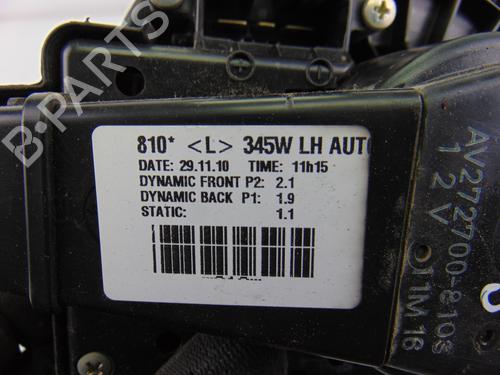 810* <L> 345W LH AUTO
DATE: 29.11.10 TIME: 11h15
DYNAMIC FRONT P2: 2.1
DYNAMIC BACK P1: 1.9
STATIC: 1.1
AV272700-8103
12V
J1M16
B-PARTS